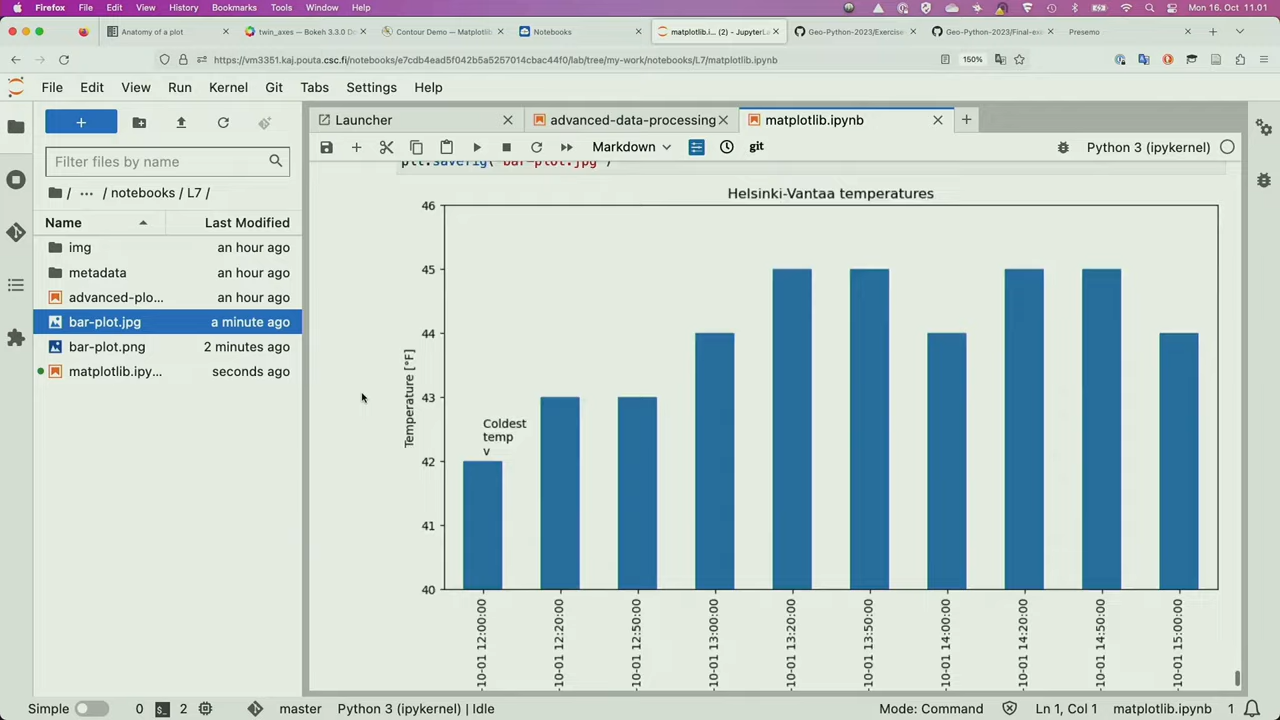 Firefox File Edit View History Bookmarks Tools Window Help Mon 16. Oct 11.01
Anatomy of a plot
twin_axes — Bokeh 3.3.0 Do
Contour Demo — Matplotlib
Notebooks
matplotlib.i… (2) - JupyterLa
Geo-Python-2023/Exercise
Geo-Python-2023/Final-ex
Presemo
https://vm3351.kaj.pouta.csc.fi/notebooks/e7cdb4ead5f042b5a5267014cbac44f0/lab/tree/my-work/notebooks/L7/matplotlib.ipynb
150%
File Edit View Run Kernel Git Tabs Settings Help
Launcher
advanced-data-processing
matplotlib.ipynb
Filter files by name
Markdown
git
Python 3 (ipykernel)
/ … / notebooks / L7 /
Name Last Modified
img an hour ago
metadata an hour ago
advanced-plo… an hour ago
bar-plot.jpg a minute ago
bar-plot.png 2 minutes ago
matplotlib.ipy… seconds ago
plt.savefig("bar-plot.jpg")
Helsinki-Vantaa temperatures
46
45
44
43
42
41
40
Temperature [°F]
Coldest
temp
v
-10-01 12:00:00
-10-01 12:20:00
-10-01 12:50:00
-10-01 13:00:00
-10-01 13:20:00
-10-01 13:50:00
-10-01 14:00:00
-10-01 14:20:00
-10-01 14:50:00
-10-01 15:00:00
Simple 0 2 master Python 3 (ipykernel) | Idle Mode: Command Ln 1, Col 1 matplotlib.ipynb 1